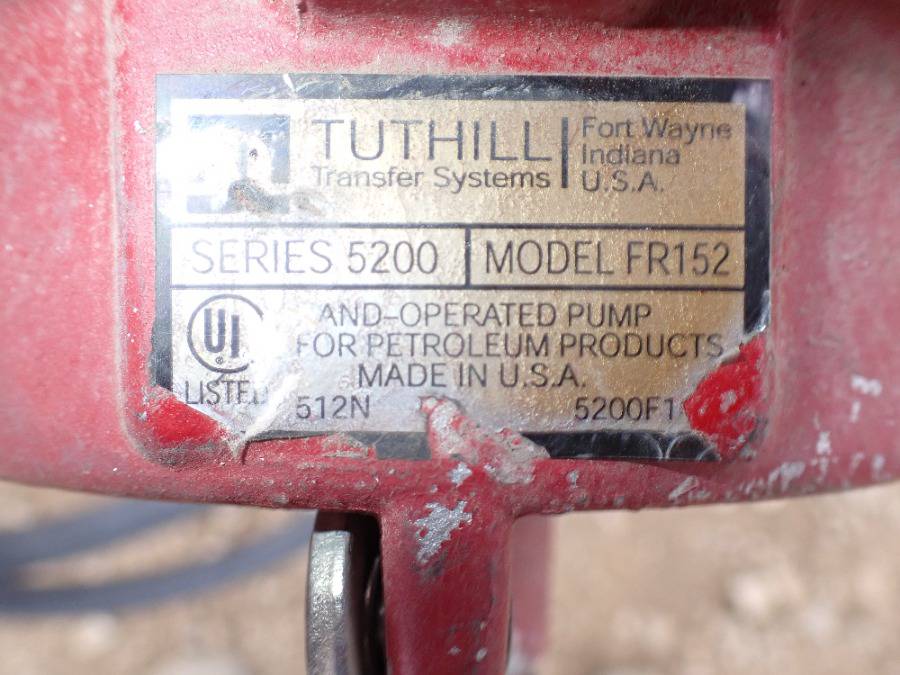 TUTHILL
Transfer Systems
Fort Wayne
Indiana
U.S.A.
SERIES 5200
MODEL FR152
UL
®
LISTED
AND-OPERATED PUMP
FOR PETROLEUM PRODUCTS
MADE IN U.S.A.
512N
5200F1